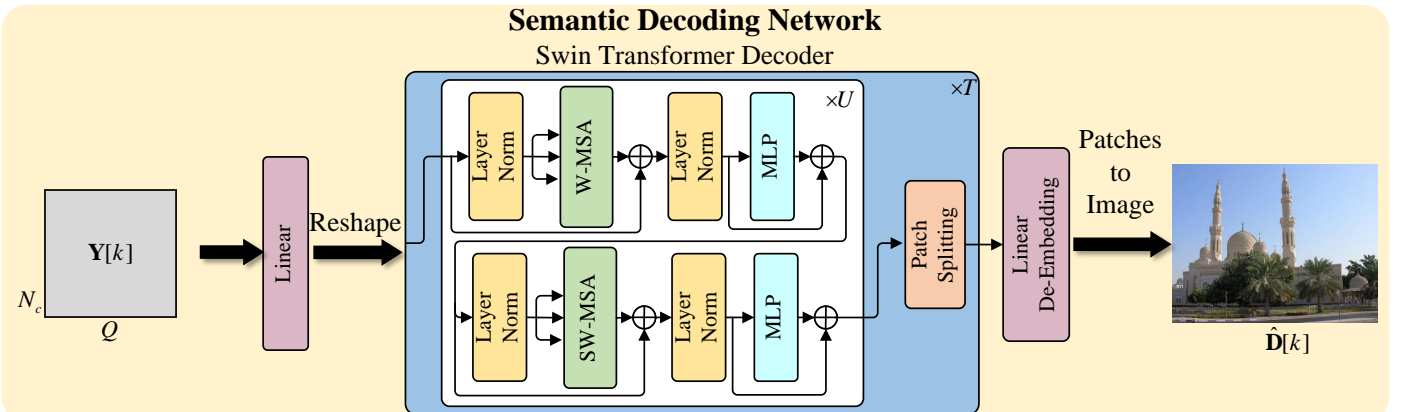 Semantic Decoding Network
Swin Transformer Decoder
Y[k]
N_c
Q
Linear
Reshape
×U
×T
Layer
Norm
W-MSA
Layer
Norm
MLP
Layer
Norm
SW-MSA
Layer
Norm
MLP
Patch
Splitting
Linear
De-Embedding
Patches
to
Image
D̂[k]